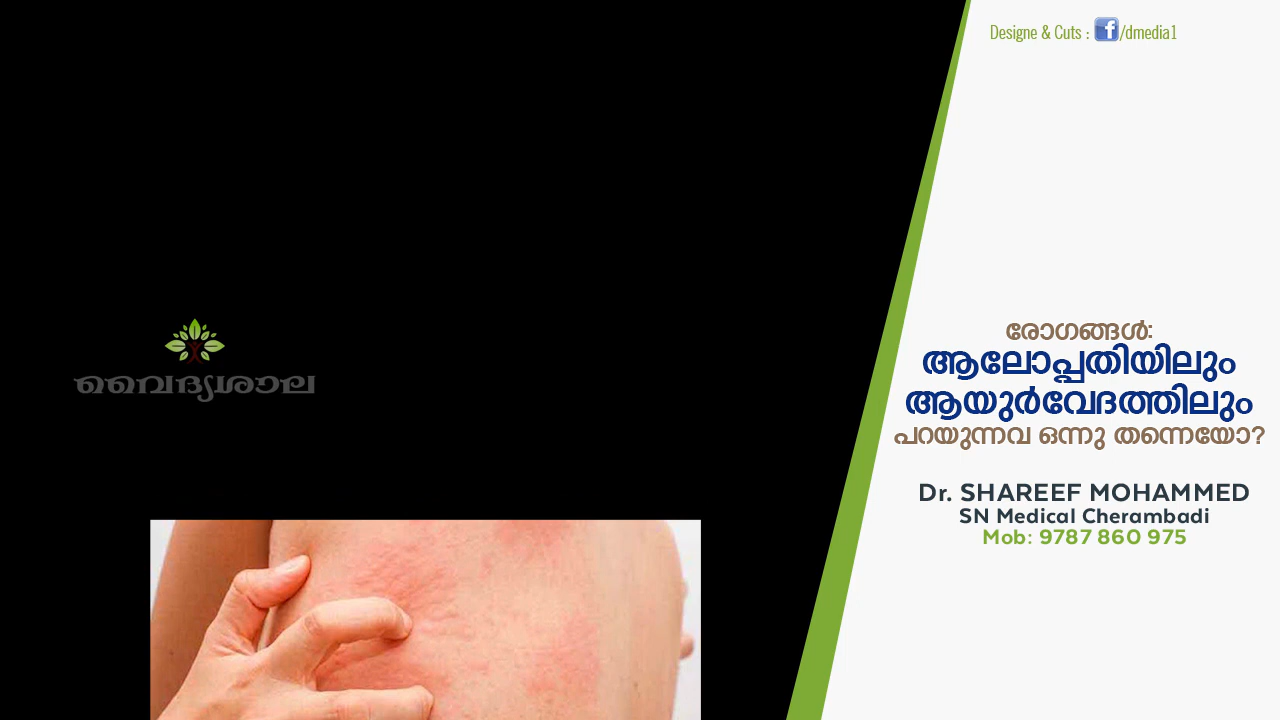 Designe & Cuts : f/dmedia1
വൈദ്യശാല
രോഗങ്ങൾ:
ആലോപ്പതിയിലും
ആയുർവേദത്തിലും
പറയുന്നവ ഒന്നു തന്നെയോ?
Dr. SHAREEF MOHAMMED
SN Medical Cherambadi
Mob: 9787 860 975